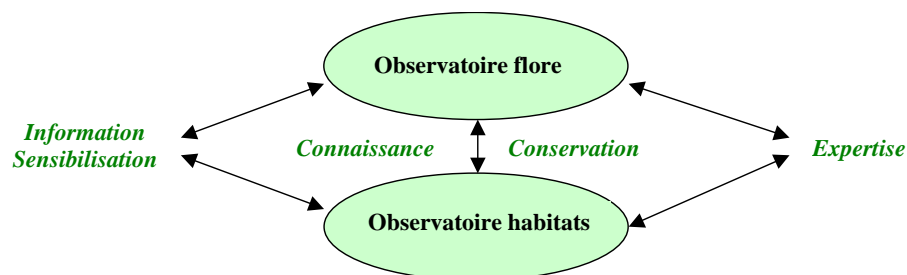 Observatoire flore
Information
Sensibilisation
Connaissance
Conservation
Expertise
Observatoire habitats